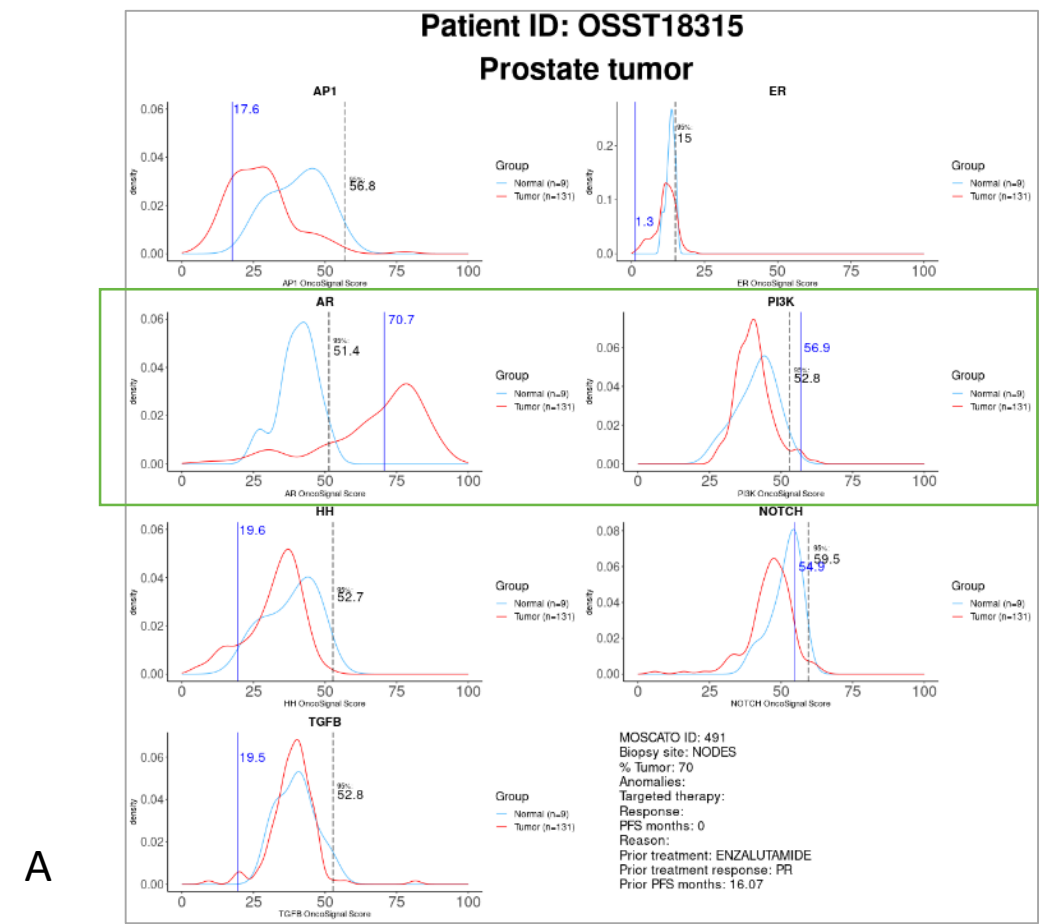 Patient ID: OSST18315
Prostate tumor
AP1
0.06
0.04
0.02
0.00
density
17.6
95%:
56.8
0 25 50 75 100
AP1 OncoSignal Score
Group
Normal (n=9)
Tumor (n=131)
ER
0.2
0.1
0.0
density
1.3
95%:
15
0 25 50 75 100
ER OncoSignal Score
Group
Normal (n=9)
Tumor (n=131)
AR
0.06
0.04
0.02
0.00
density
95%:
51.4
70.7
0 25 50 75 100
AR OncoSignal Score
Group
Normal (n=9)
Tumor (n=131)
PI3K
0.06
0.04
0.02
0.00
density
56.9
95%:
52.8
0 25 50 75 100
PI3K OncoSignal Score
Group
Normal (n=9)
Tumor (n=131)
HH
0.06
0.04
0.02
0.00
density
19.6
95%:
52.7
0 25 50 75 100
HH OncoSignal Score
Group
Normal (n=9)
Tumor (n=131)
NOTCH
0.08
0.06
0.04
0.02
0.00
density
95%:
59.5
54.9
0 25 50 75 100
NOTCH OncoSignal Score
Group
Normal (n=9)
Tumor (n=131)
TGFB
0.06
0.04
0.02
0.00
density
19.5
95%:
52.8
0 25 50 75 100
TGFB OncoSignal Score
Group
Normal (n=9)
Tumor (n=131)
MOSCATO ID: 491
Biopsy site: NODES
% Tumor: 70
Anomalies:
Targeted therapy:
Response:
PFS months: 0
Reason:
Prior treatment: ENZALUTAMIDE
Prior treatment response: PR
Prior PFS months: 16.07
A